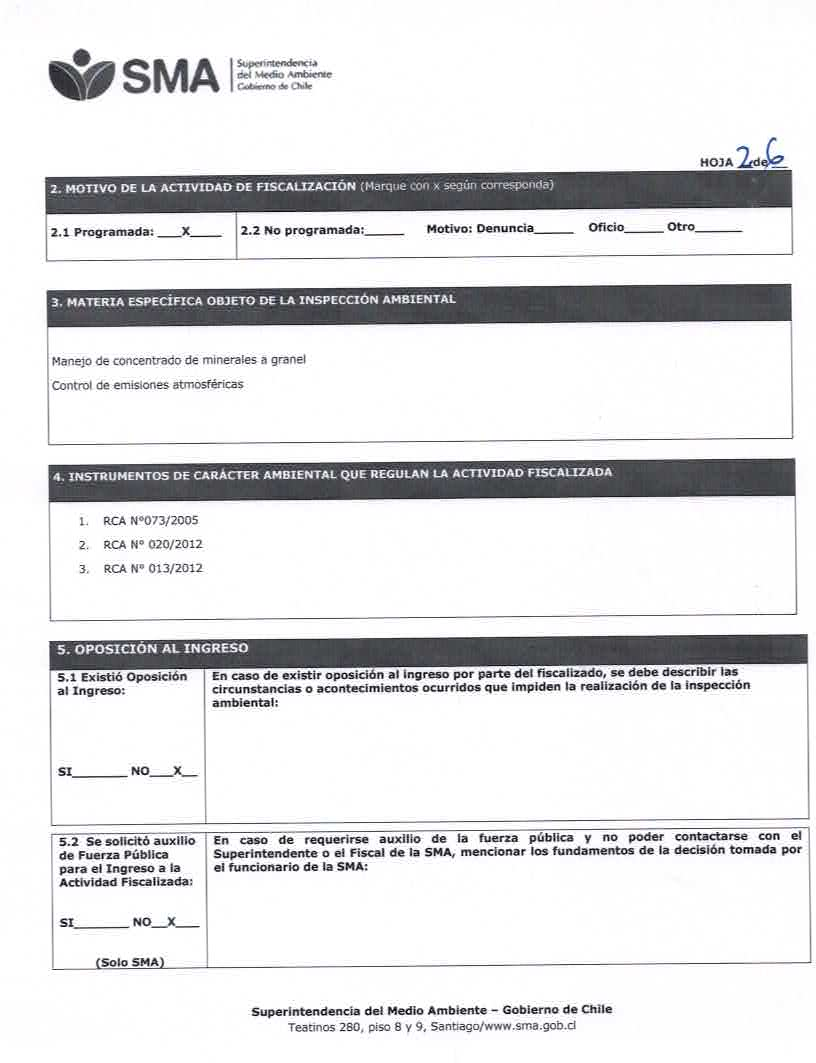 SMA
Superintendencia
del Medio Ambiente
Gobierno de Chile
HOJA 2 de 6
2. MOTIVO DE LA ACTIVIDAD DE FISCALIZACIÓN (Marque con x según corresponda)
2.1 Programada: ___X____ 2.2 No programada:_____ Motivo: Denuncia_____ Oficio_____ Otro______
3. MATERIA ESPECÍFICA OBJETO DE LA INSPECCIÓN AMBIENTAL
Manejo de concentrado de minerales a granel
Control de emisiones atmosféricas
4. INSTRUMENTOS DE CARÁCTER AMBIENTAL QUE REGULAN LA ACTIVIDAD FISCALIZADA
1. RCA N°073/2005
2. RCA N° 020/2012
3. RCA N° 013/2012
5. OPOSICIÓN AL INGRESO
5.1 Existió Oposición
al Ingreso:
SI_______ NO___X__
En caso de existir oposición al ingreso por parte del fiscalizado, se debe describir las
circunstancias o acontecimientos ocurridos que impiden la realización de la inspección
ambiental:
5.2 Se solicitó auxilio
de Fuerza Pública
para el Ingreso a la
Actividad Fiscalizada:
SI_______ NO__X___
(Solo SMA)
En caso de requerirse auxilio de la fuerza pública y no poder contactarse con el
Superintendente o el Fiscal de la SMA, mencionar los fundamentos de la decisión tomada por
el funcionario de la SMA:
Superintendencia del Medio Ambiente – Gobierno de Chile
Teatinos 280, piso 8 y 9, Santiago/www.sma.gob.cl